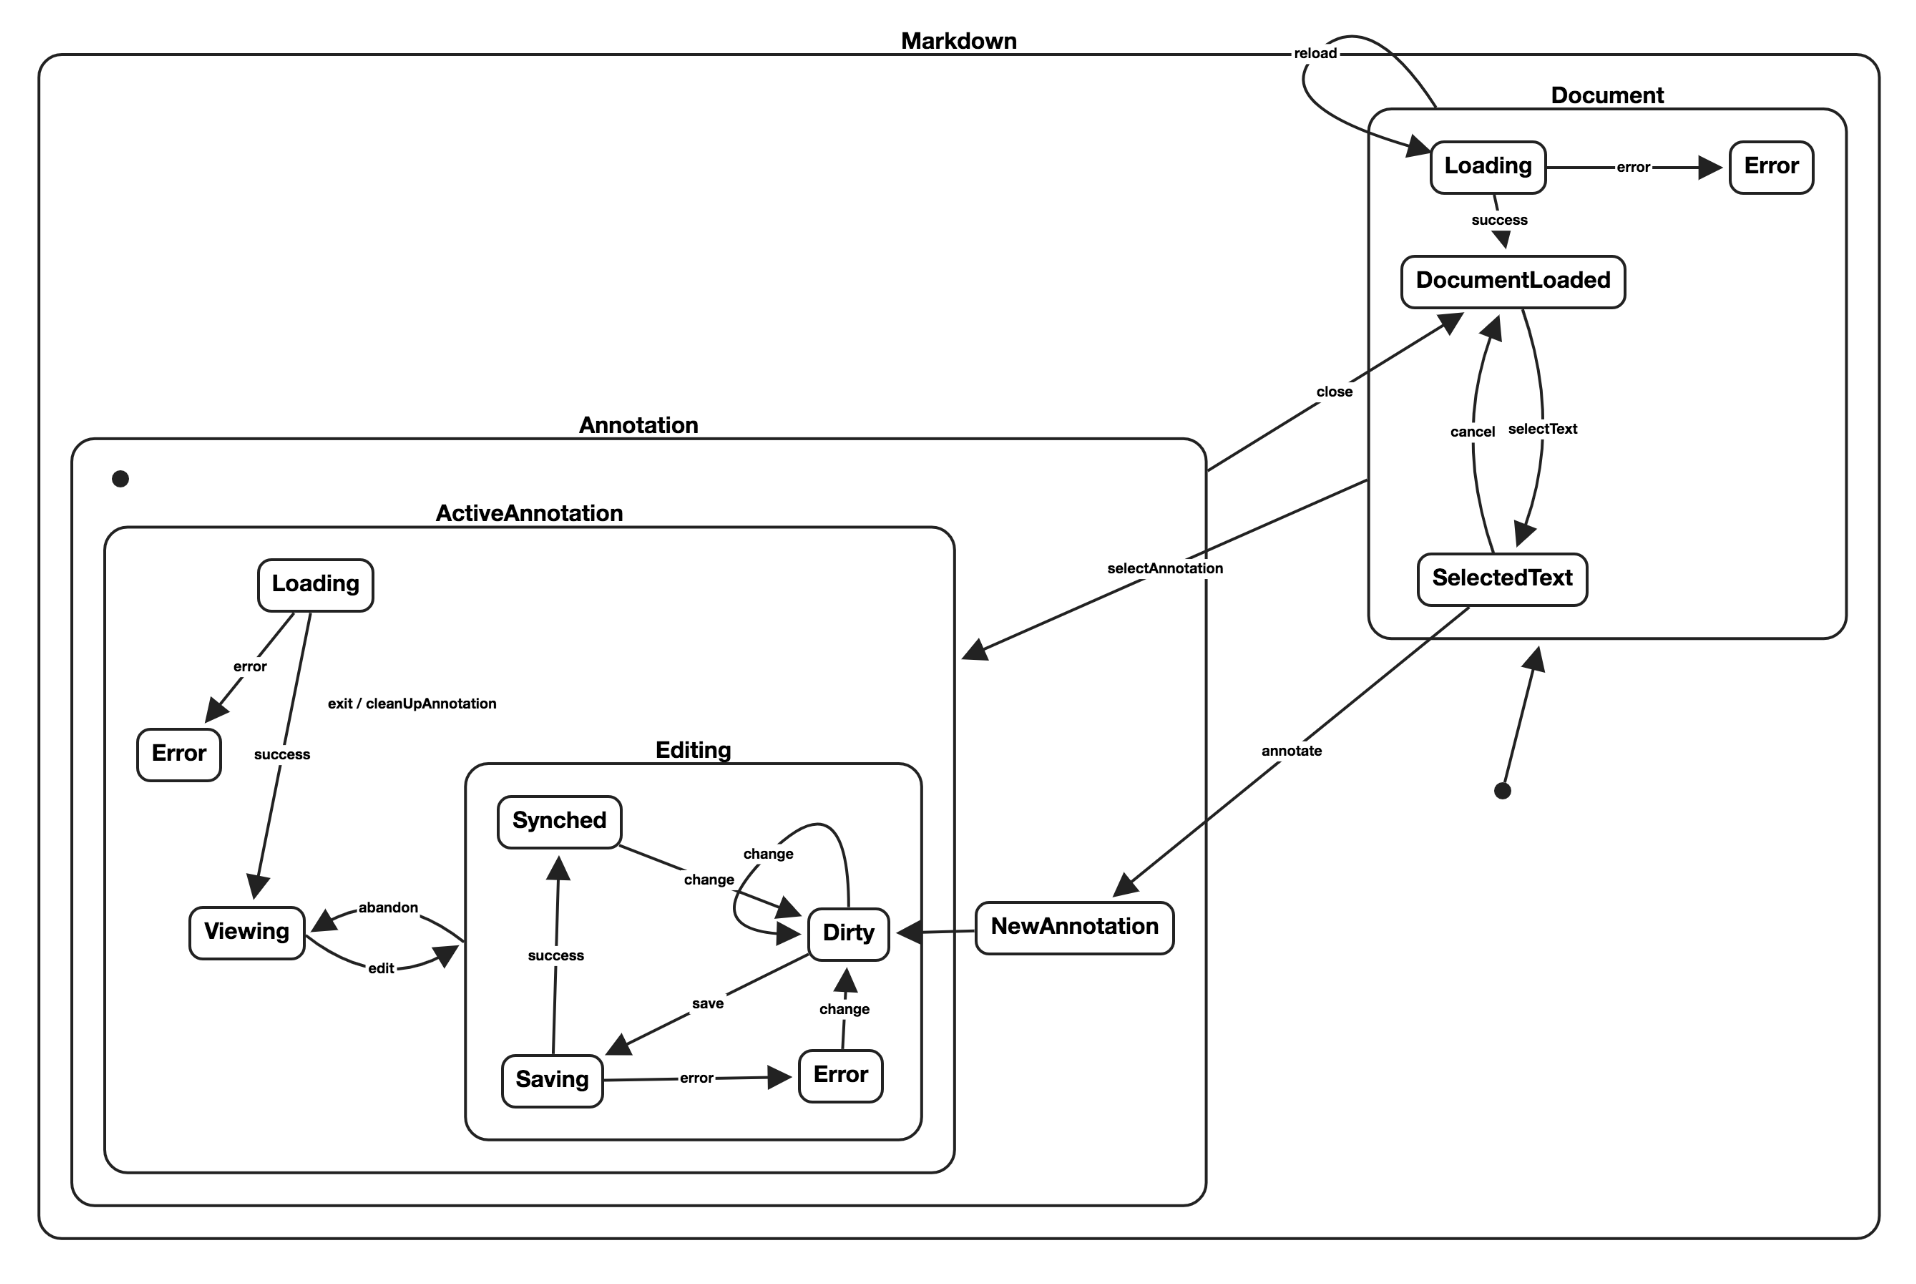 Markdown
reload
Document
Loading
error
Error
success
DocumentLoaded
close
cancel
selectText
Annotation
ActiveAnnotation
selectAnnotation
SelectedText
Loading
error
exit / cleanUpAnnotation
Error
success
annotate
Editing
Synched
change
change
abandon
Viewing
edit
Dirty
NewAnnotation
success
save
change
Saving
error
Error